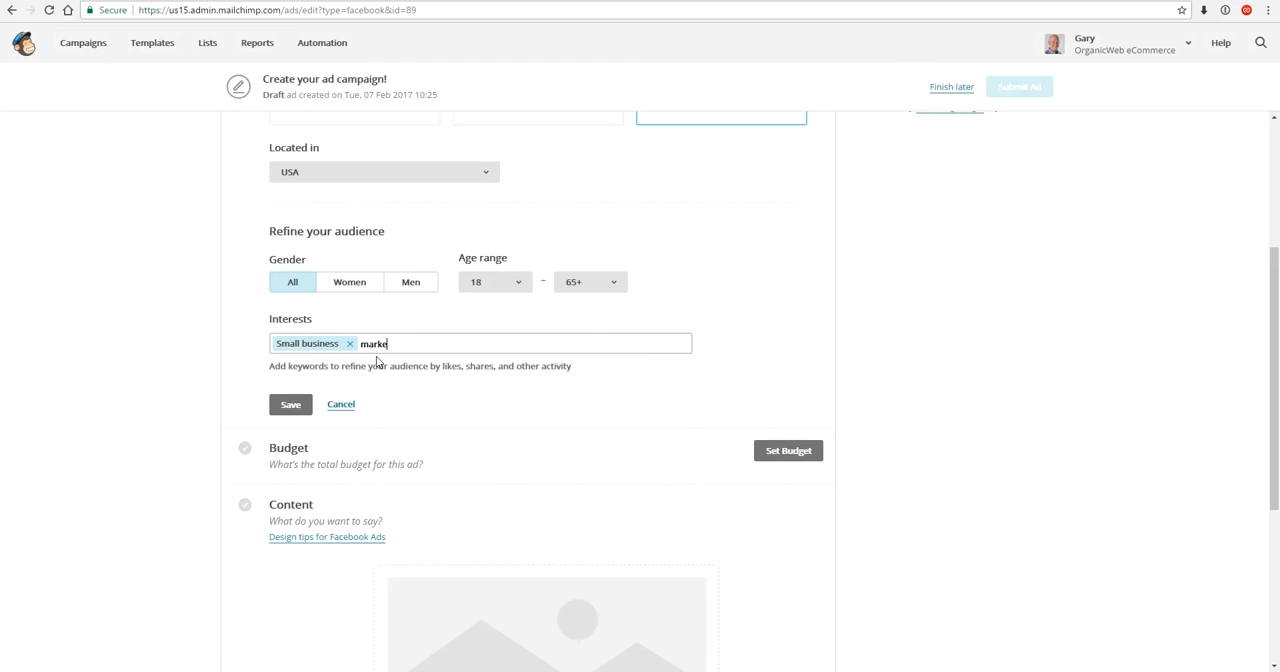 Secure
https://us15.admin.mailchimp.com/ads/edit?type=facebook&id=89
Campaigns
Templates
Lists
Reports
Automation
Gary
OrganicWeb eCommerce
Help
Create your ad campaign!
Draft ad created on Tue, 07 Feb 2017 10:25
Finish later
Submit Ad
Located in
USA
Refine your audience
Gender
Age range
All
Women
Men
18
–
65+
Interests
Small business × marke
Add keywords to refine your audience by likes, shares, and other activity
Save
Cancel
Budget
What's the total budget for this ad?
Set Budget
Content
What do you want to say?
Design tips for Facebook Ads